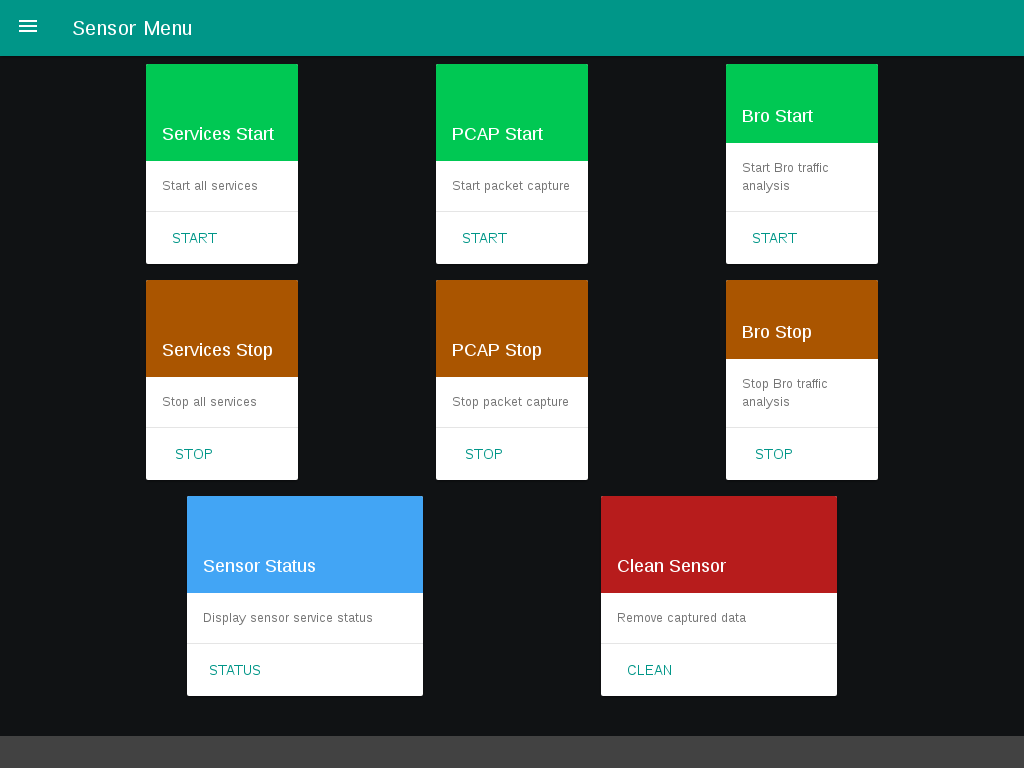 Sensor Menu
Services Start
Start all services
START
PCAP Start
Start packet capture
START
Bro Start
Start Bro traffic
analysis
START
Services Stop
Stop all services
STOP
PCAP Stop
Stop packet capture
STOP
Bro Stop
Stop Bro traffic
analysis
STOP
Sensor Status
Display sensor service status
STATUS
Clean Sensor
Remove captured data
CLEAN